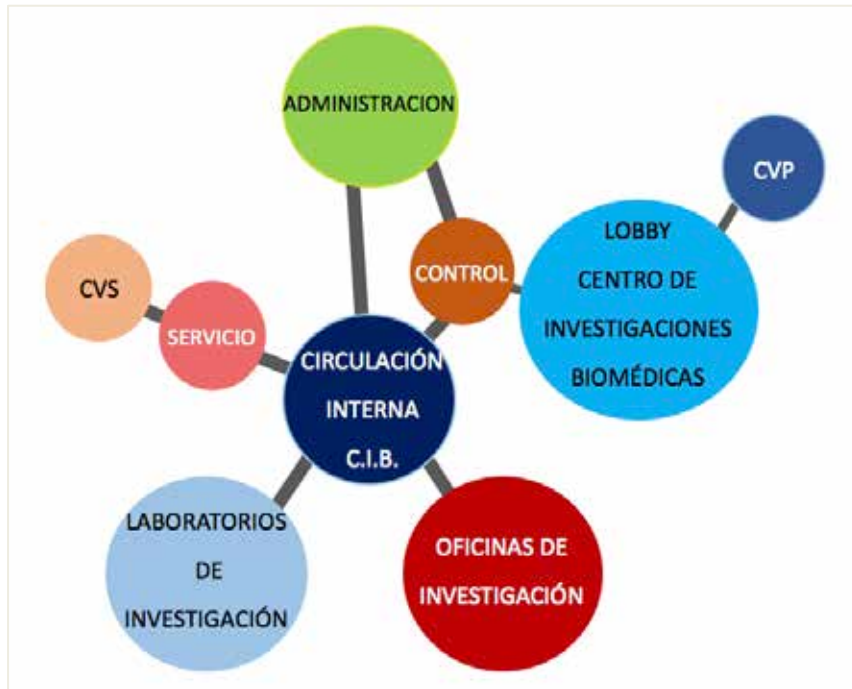 ADMINISTRACION
CVP
LOBBY
CENTRO DE
INVESTIGACIONES
BIOMÉDICAS
CONTROL
CVS
SERVICIO
CIRCULACIÓN
INTERNA
C.I.B.
LABORATORIOS
DE
INVESTIGACIÓN
OFICINAS DE
INVESTIGACIÓN